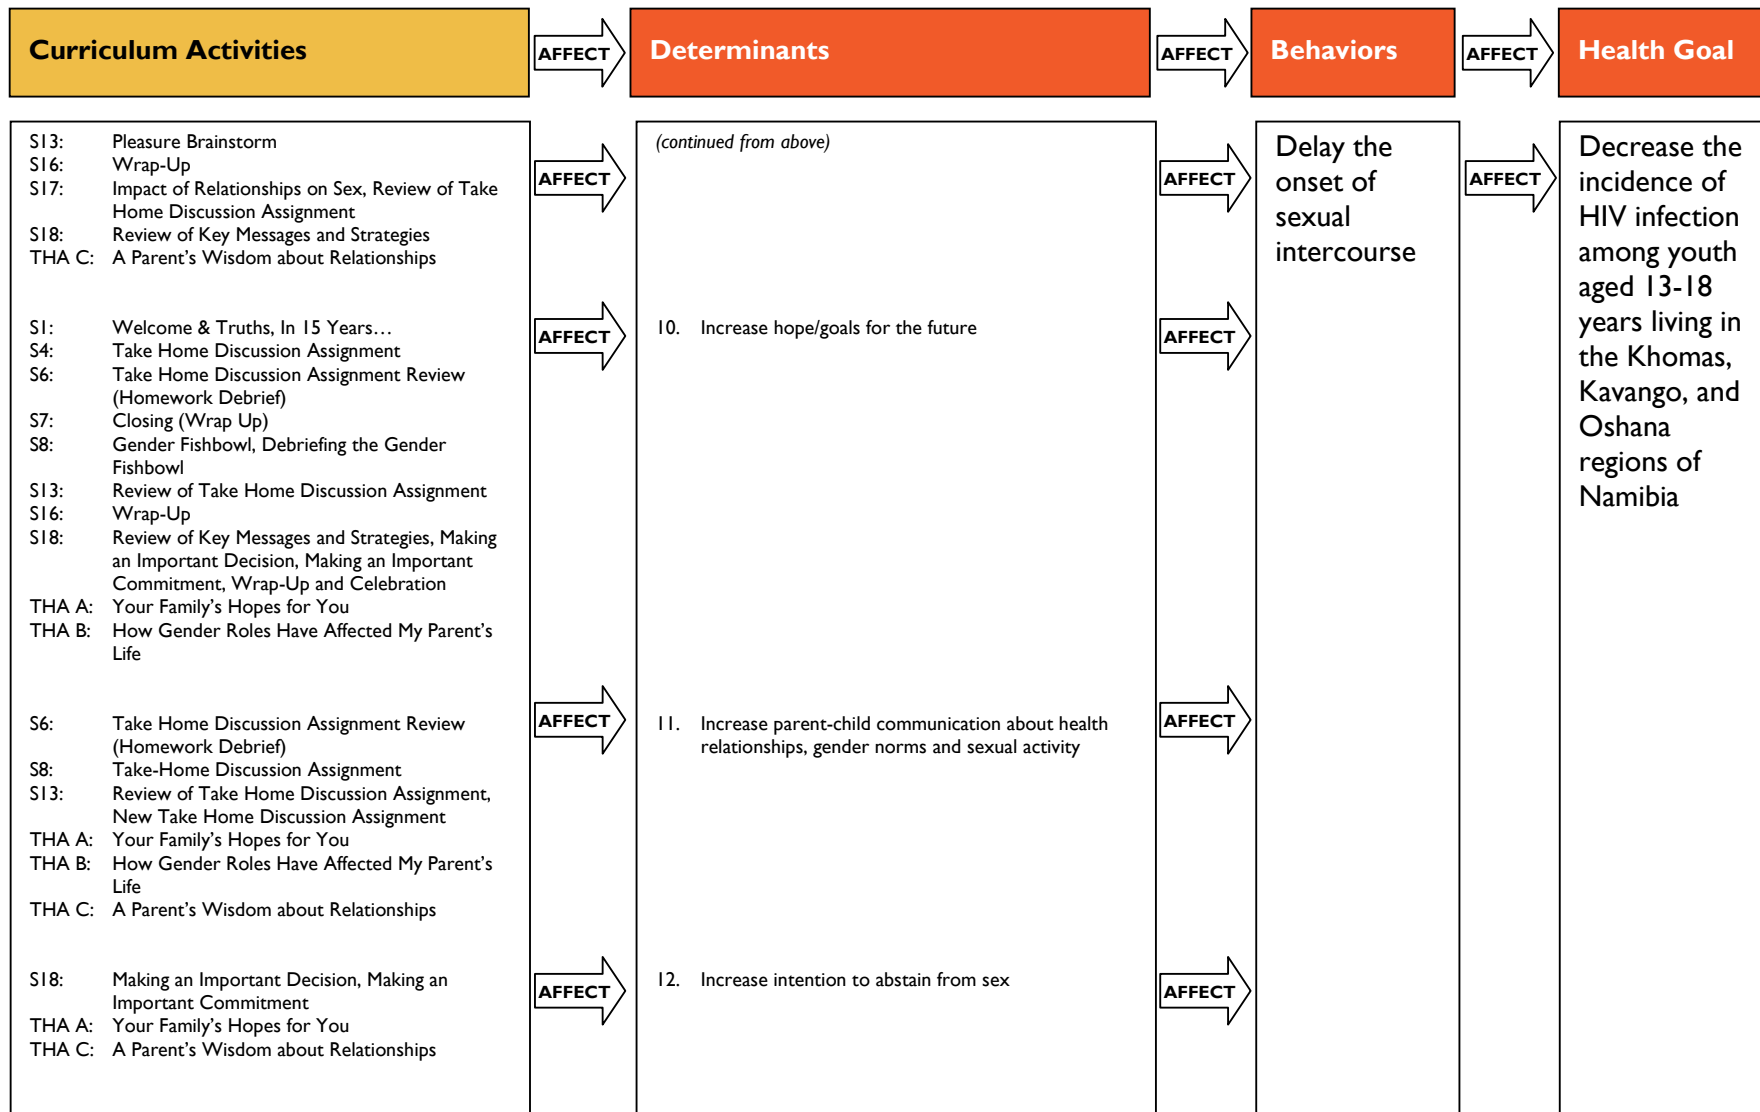 Curriculum Activities
AFFECT
Determinants
AFFECT
Behaviors
AFFECT
Health Goal
S13: Pleasure Brainstorm
S16: Wrap-Up
S17: Impact of Relationships on Sex, Review of Take
Home Discussion Assignment
S18: Review of Key Messages and Strategies
THA C: A Parent's Wisdom about Relationships
AFFECT
(continued from above)
AFFECT
Delay the
onset of
sexual
intercourse
AFFECT
Decrease the
incidence of
HIV infection
among youth
aged 13-18
years living in
the Khomas,
Kavango, and
Oshana
regions of
Namibia
S1: Welcome & Truths, In 15 Years…
S4: Take Home Discussion Assignment
S6: Take Home Discussion Assignment Review
(Homework Debrief)
S7: Closing (Wrap Up)
S8: Gender Fishbowl, Debriefing the Gender
Fishbowl
S13: Review of Take Home Discussion Assignment
S16: Wrap-Up
S18: Review of Key Messages and Strategies, Making
an Important Decision, Making an Important
Commitment, Wrap-Up and Celebration
THA A: Your Family's Hopes for You
THA B: How Gender Roles Have Affected My Parent's
Life
AFFECT
10. Increase hope/goals for the future
AFFECT
S6: Take Home Discussion Assignment Review
(Homework Debrief)
S8: Take-Home Discussion Assignment
S13: Review of Take Home Discussion Assignment,
New Take Home Discussion Assignment
THA A: Your Family's Hopes for You
THA B: How Gender Roles Have Affected My Parent's
Life
THA C: A Parent's Wisdom about Relationships
AFFECT
11. Increase parent-child communication about health
relationships, gender norms and sexual activity
AFFECT
S18: Making an Important Decision, Making an
Important Commitment
THA A: Your Family's Hopes for You
THA C: A Parent's Wisdom about Relationships
AFFECT
12. Increase intention to abstain from sex
AFFECT